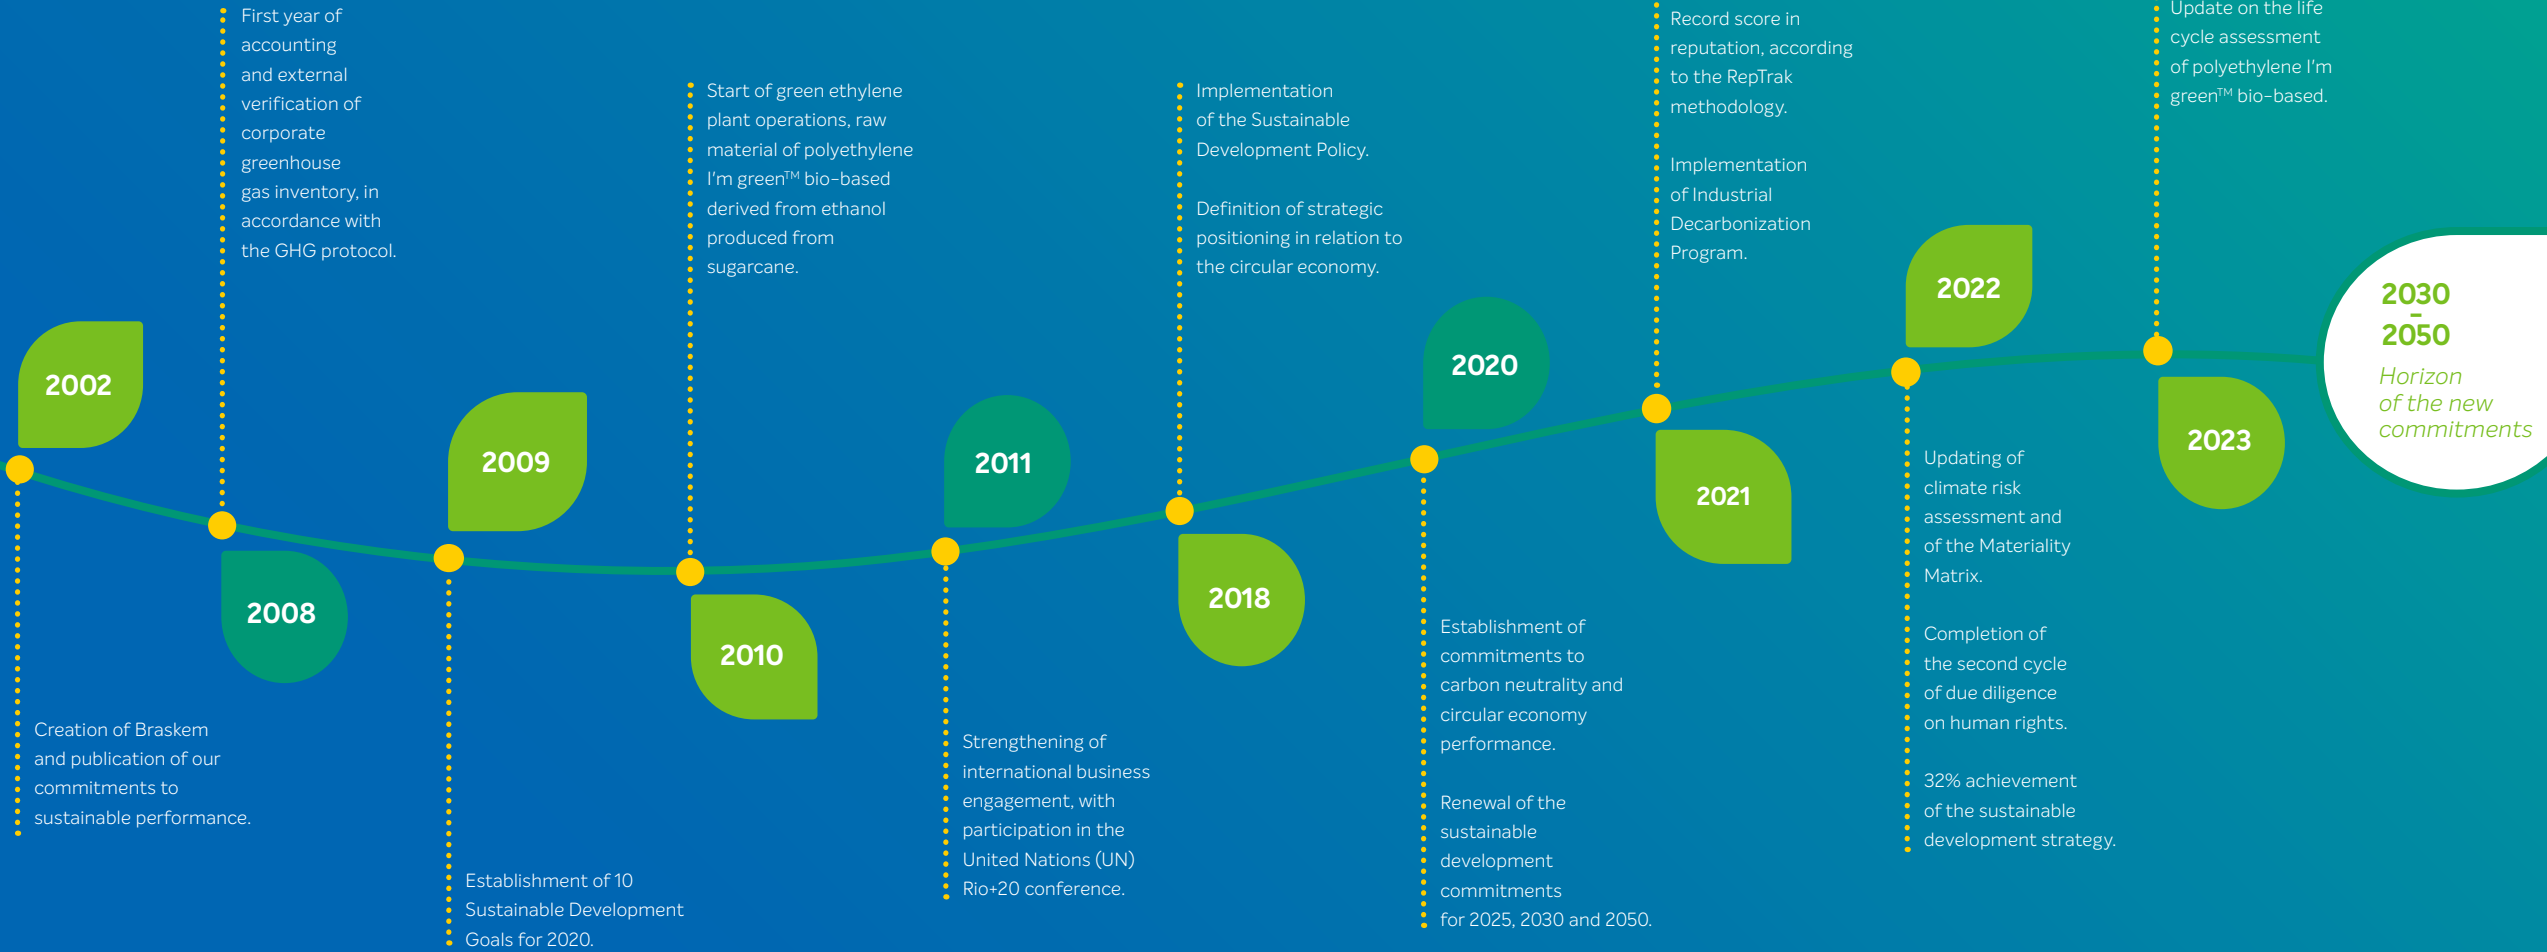 2002
Creation of Braskem
and publication of our
commitments to
sustainable performance.
First year of
accounting
and external
verification of
corporate
greenhouse
gas inventory, in
accordance with
the GHG protocol.
2008
2009
Establishment of 10
Sustainable Development
Goals for 2020.
Start of green ethylene
plant operations, raw
material of polyethylene
I'm green™ bio-based
derived from ethanol
produced from
sugarcane.
2010
2011
Strengthening of
international business
engagement, with
participation in the
United Nations (UN)
Rio+20 conference.
Implementation
of the Sustainable
Development Policy.
Definition of strategic
positioning in relation to
the circular economy.
2018
2020
Establishment of
commitments to
carbon neutrality and
circular economy
performance.
Renewal of the
sustainable
development
commitments
for 2025, 2030 and 2050.
Record score in
reputation, according
to the RepTrak
methodology.
Implementation
of Industrial
Decarbonization
Program.
2021
2022
Updating of
climate risk
assessment and
of the Materiality
Matrix.
Completion of
the second cycle
of due diligence
on human rights.
32% achievement
of the sustainable
development strategy.
Update on the life
cycle assessment
of polyethylene I'm
green™ bio-based.
2023
2030
-
2050
Horizon
of the new
commitments